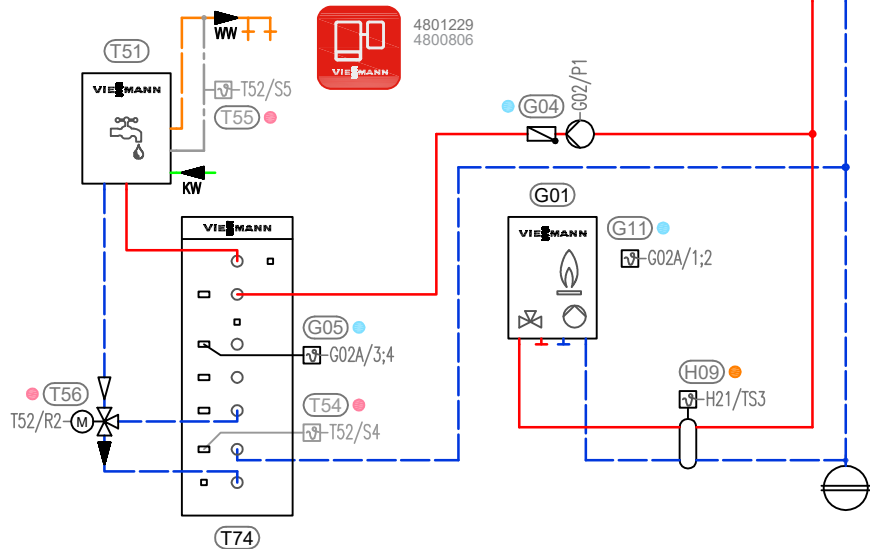 WW
4801229
4800806
VIESMANN
T51
VIESMANN
T52/S5
T55
KW
G04
G02/P1
G01
VIESMANN
G11
G02A/1;2
VIESMANN
G05
G02A/3;4
H09
H21/TS3
T56
T52/R2
M
T54
T52/S4
T74